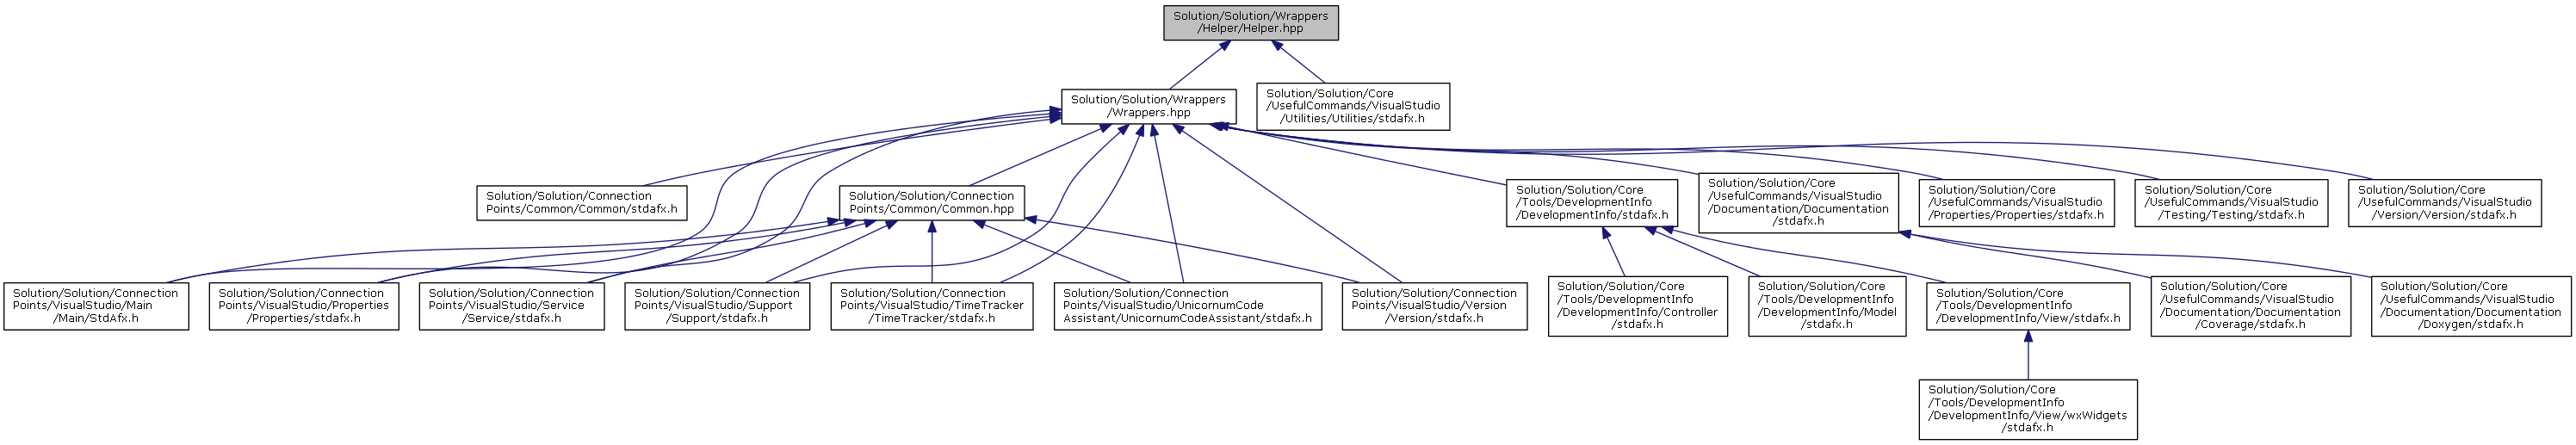 Solution/Solution/Wrappers
/Helper/Helper.hpp
Solution/Solution/Wrappers
/Wrappers.hpp
Solution/Solution/Core
/UsefulCommands/VisualStudio
/Utilities/Utilities/stdafx.h
Solution/Solution/Connection
Points/Common/Common/stdafx.h
Solution/Solution/Connection
Points/Common/Common.hpp
Solution/Solution/Core
/Tools/DevelopmentInfo
/DevelopmentInfo/stdafx.h
Solution/Solution/Core
/UsefulCommands/VisualStudio
/Documentation/Documentation
/stdafx.h
Solution/Solution/Core
/UsefulCommands/VisualStudio
/Properties/Properties/stdafx.h
Solution/Solution/Core
/UsefulCommands/VisualStudio
/Testing/Testing/stdafx.h
Solution/Solution/Core
/UsefulCommands/VisualStudio
/Version/Version/stdafx.h
Solution/Solution/Connection
Points/VisualStudio/Main
/Main/StdAfx.h
Solution/Solution/Connection
Points/VisualStudio/Properties
/Properties/stdafx.h
Solution/Solution/Connection
Points/VisualStudio/Service
/Service/stdafx.h
Solution/Solution/Connection
Points/VisualStudio/Support
/Support/stdafx.h
Solution/Solution/Connection
Points/VisualStudio/TimeTracker
/TimeTracker/stdafx.h
Solution/Solution/Connection
Points/VisualStudio/UnicornumCode
Assistant/UnicornumCodeAssistant/stdafx.h
Solution/Solution/Connection
Points/VisualStudio/Version
/Version/stdafx.h
Solution/Solution/Core
/Tools/DevelopmentInfo
/DevelopmentInfo/Controller
/stdafx.h
Solution/Solution/Core
/Tools/DevelopmentInfo
/DevelopmentInfo/Model
/stdafx.h
Solution/Solution/Core
/Tools/DevelopmentInfo
/DevelopmentInfo/View/stdafx.h
Solution/Solution/Core
/UsefulCommands/VisualStudio
/Documentation/Documentation
/Coverage/stdafx.h
Solution/Solution/Core
/UsefulCommands/VisualStudio
/Documentation/Documentation
/Doxygen/stdafx.h
Solution/Solution/Core
/Tools/DevelopmentInfo
/DevelopmentInfo/View/wxWidgets
/stdafx.h